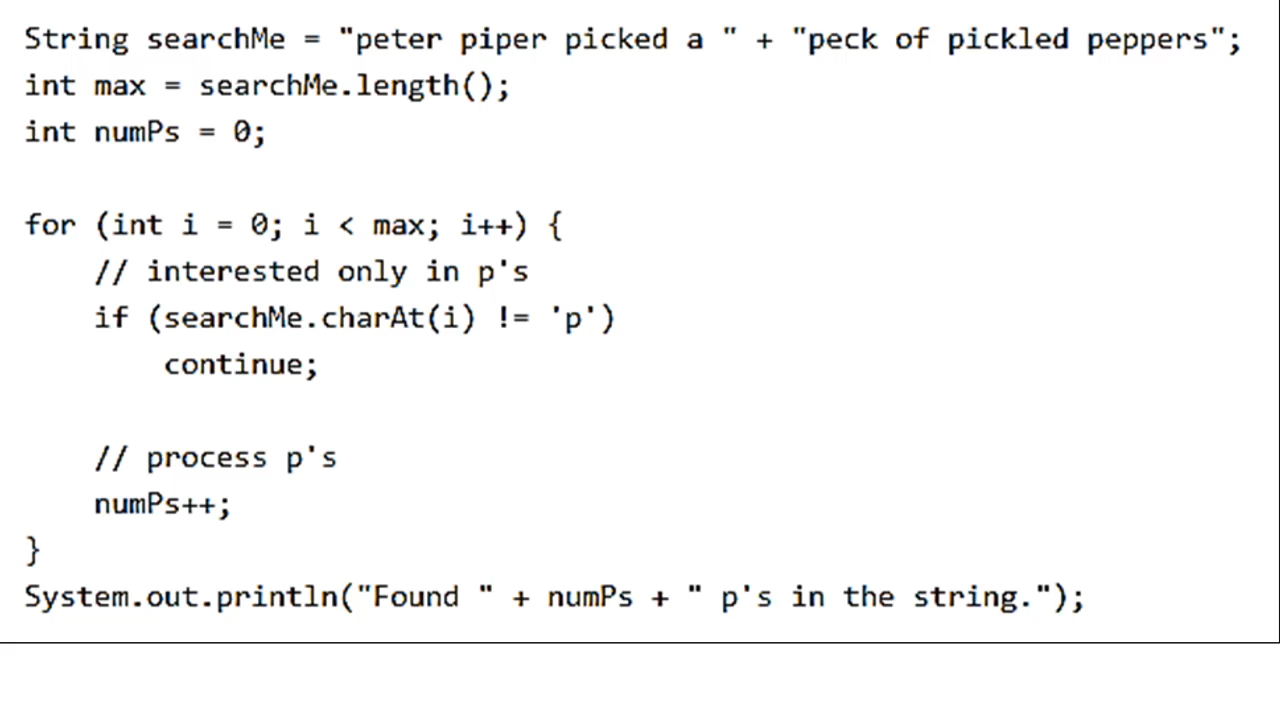 String searchMe = "peter piper picked a " + "peck of pickled peppers";
int max = searchMe.length();
int numPs = 0;
for (int i = 0; i < max; i++) {
// interested only in p's
if (searchMe.charAt(i) != 'p')
continue;
// process p's
numPs++;
}
System.out.println("Found " + numPs + " p's in the string.");